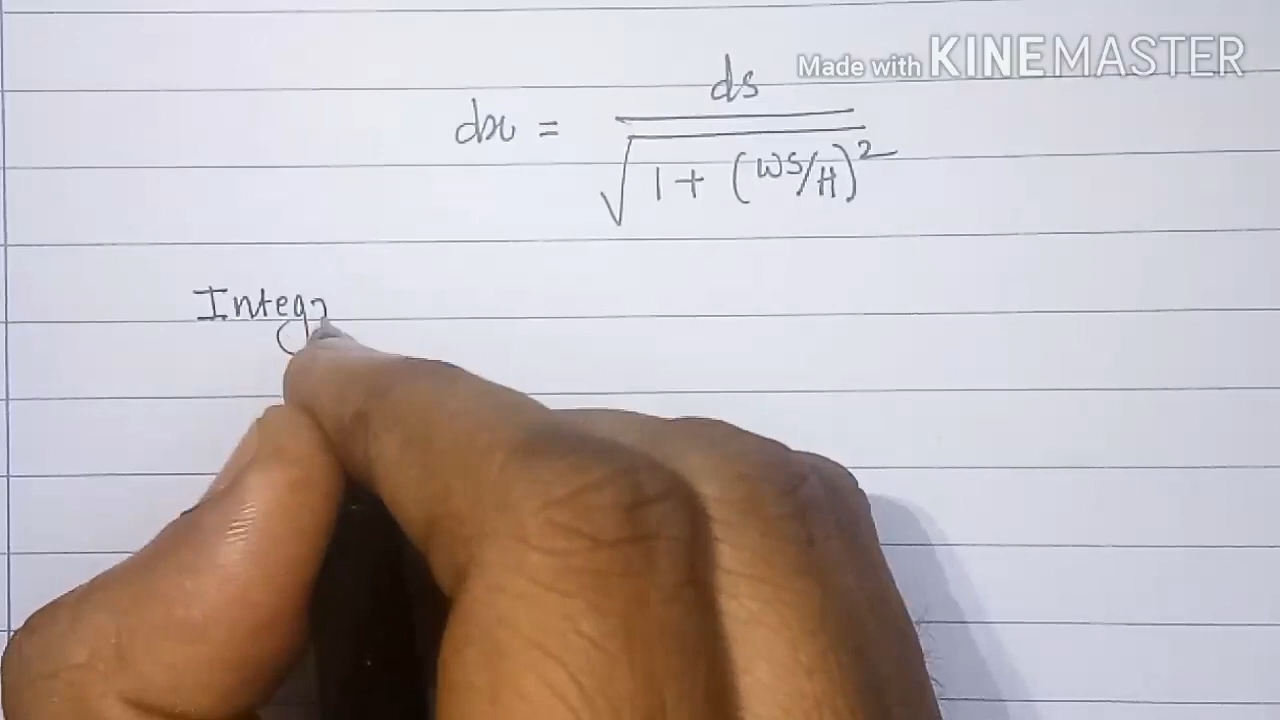 Made with KINEMASTER
dx = ds / √(1 + (WS/H)²)
Integr